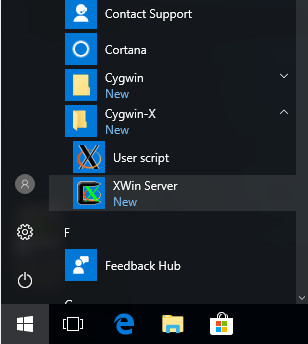 Contact Support
Cortana
Cygwin
New
Cygwin-X
New
User script
XWin Server
New
F
Feedback Hub